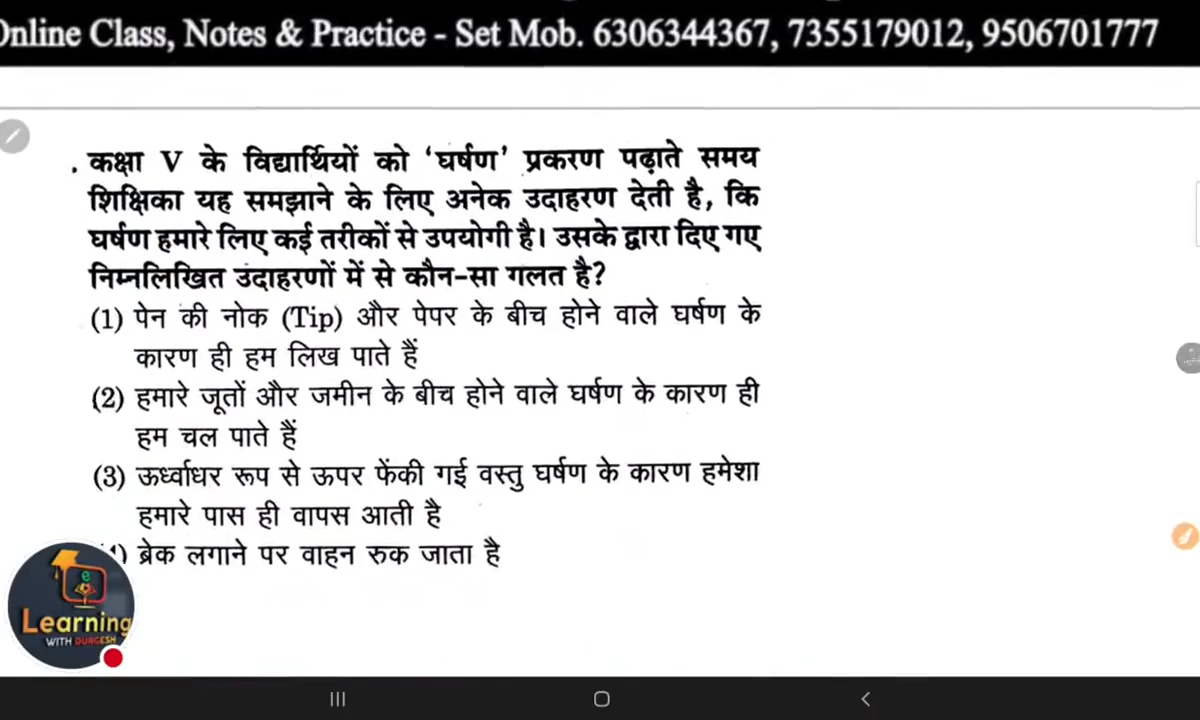 Online Class, Notes & Practice - Set Mob. 6306344367, 7355179012, 9506701777
. कक्षा V के विद्यार्थियों को ‘घर्षण’ प्रकरण पढ़ाते समय
शिक्षिका यह समझाने के लिए अनेक उदाहरण देती है, कि
घर्षण हमारे लिए कई तरीकों से उपयोगी है। उसके द्वारा दिए गए
निम्नलिखित उदाहरणों में से कौन-सा गलत है?
(1) पेन की नोक (Tip) और पेपर के बीच होने वाले घर्षण के
कारण ही हम लिख पाते हैं
(2) हमारे जूतों और जमीन के बीच होने वाले घर्षण के कारण ही
हम चल पाते हैं
(3) ऊर्ध्वाधर रूप से ऊपर फेंकी गई वस्तु घर्षण के कारण हमेशा
हमारे पास ही वापस आती है
(4) ब्रेक लगाने पर वाहन रुक जाता है
e
Learning
WITH DURGESH